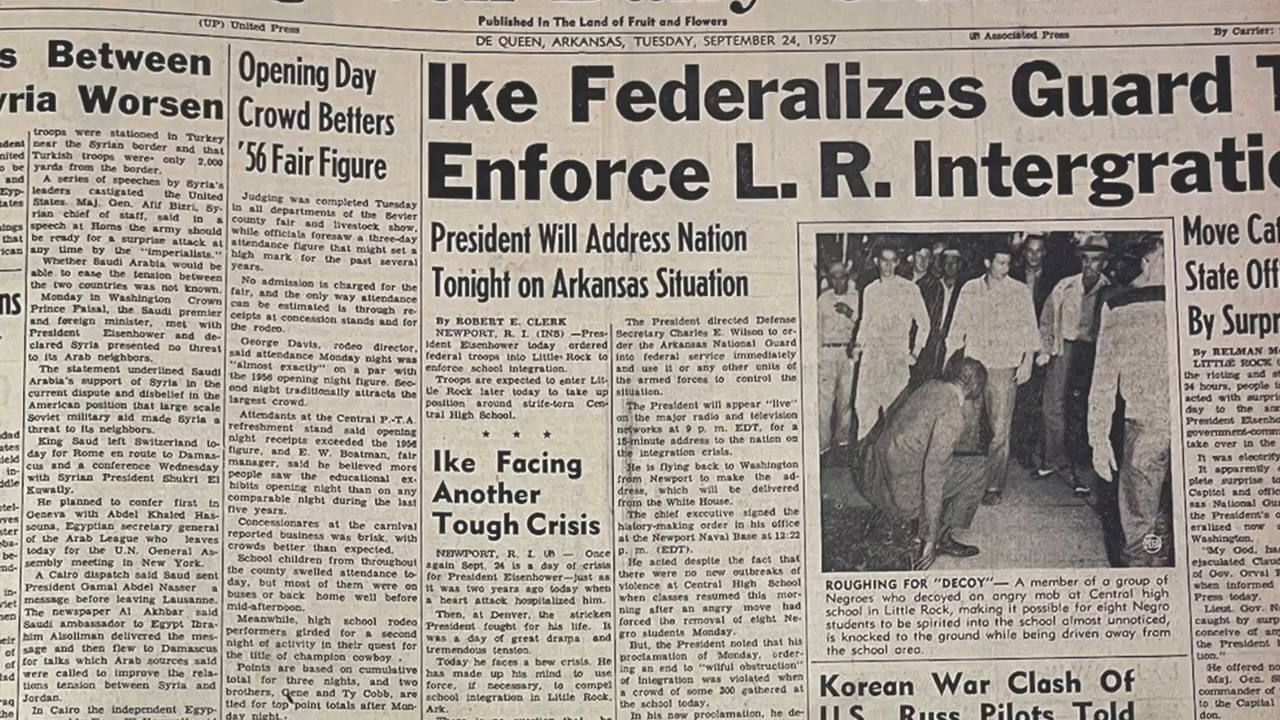 (UP) United Press
Published In The Land of Fruit and Flowers
DE QUEEN, ARKANSAS, TUESDAY, SEPTEMBER 24, 1957
Associated Press
By Carrier:
s Between
yria Worsen
troops were stationed in Turkey
near the Syrian border and that
Turkish troops were only 2,000
yards from the border.
A series of speeches by Syria's
leaders castigated the United
States. Maj. Gen. Afif Bizri, Sy-
rian chief of staff, said in a
speech at Homs the army should
be ready for a surprise attack at
any time by the "imperialists."
Whether Saudi Arabia would be
able to ease the tension between
the two countries was not known.
Monday in Washington Crown
Prince Faisal, the Saudi premier
and foreign minister, met with
President Eisenhower and de-
clared Syria presented no threat
to its Arab neighbors.
The statement underlined Saudi
Arabia's support of Syria in the
current dispute and disbelief in the
American position that large scale
Soviet military aid made Syria a
threat to its neighbors.
King Saud left Switzerland to-
day for Rome en route to Damas-
cus and a conference Wednesday
with Syrian President Shukri El
Kuwatly.
He planned to confer first in
Geneva with Abdel Khaled Has-
souna, Egyptian secretary general
of the Arab League who leaves
today for the U.N. General As-
sembly meeting in New York.
A Cairo dispatch said Saud sent
President Gamal Abdel Nasser a
message before leaving Lausanne.
The newspaper Al Akhbar said
Saudi ambassador to Egypt Ibra-
him Alsoliman delivered the mes-
sage and then flew to Damascus
for talks which Arab sources said
were called to improve the rela-
tions tension between Syria and
Jordan.
In Cairo the independent Egyp-
Opening Day
Crowd Betters
'56 Fair Figure
Judging was completed Tuesday
in all departments of the Sevier
county fair and livestock show,
while officials foresaw a three-day
attendance figure that might set a
high mark for the past several
years.
No admission is charged for the
fair, and the only way attendance
can be estimated is through re-
ceipts at concession stands and for
the rodeo.
George Davis, rodeo director,
said attendance Monday night was
"almost exactly" on a par with
the 1956 opening night figure. Sec-
ond night traditionally attracts the
largest crowd.
Attendants at the Central P.-T.A.
refreshment stand said opening
night receipts exceeded the 1956
figure, and E. W. Boatman, fair
manager, said he believed more
people saw the educational ex-
hibits opening night than on any
comparable night during the last
five years.
Concessionares at the carnival
reported business was brisk, with
crowds better than expected.
School children from throughout
the county swelled attendance to-
day, but most of them were on
buses or back home well before
mid-afternoon.
Meanwhile, high school rodeo
performers girded for a second
night of activity in their quest for
the title of champion cowboy .
Points are based on cumulative
total for three nights, and two
brothers, Gene and Ty Cobb, are
tied for top point totals after Mon-
day night.
Ike Federalizes Guard T
Enforce L. R. Intergratio
President Will Address Nation
Tonight on Arkansas Situation
By ROBERT E. CLERK
NEWPORT, R. I. (INS) —Pres-
ident Eisenhower today ordered
federal troops into Little Rock to
enforce school integration.
Troops are expected to enter Lit-
tle Rock later today to take up
position around strife-torn Cen-
tral High School.
* * *
Ike Facing
Another
Tough Crisis
NEWPORT, R. I. — Once
again Sept. 24 is a day of crisis
for President Eisenhower—just as
it was two years ago today when
a heart attack hospitalized him.
Then, at Denver, the stricken
President fought for his life. It
was a day of great drama and
tremendous tension.
Today he faces a new crisis. He
has made up his mind to use
force, if necessary, to compel
school integration in Little Rock,
Ark.
The President directed Defense
Secretary Charles E. Wilson to or-
der the Arkansas National Guard
into federal service immediately
and use it or any other units of
the armed forces to control the
situation.
The President will appear "live"
on the major radio and television
networks at 9 p. m. EDT, for a
15-minute address to the nation on
the integration crisis.
He is flying back to Washington
from Newport to make the ad-
dress, which will be delivered
from the White House.
The chief executive signed the
history-making order in his office
at the Newport Naval Base at 12:22
p. m. (EDT).
He acted despite the fact that
there were no new outbreaks of
violence at Central High School
when classes resumed this mor-
ning after an angry move had
forced the removal of eight Ne-
gro students Monday.
But, the President noted that his
proclamation of Monday, order-
ing an end to "wilful obstruction"
of integration was violated when
a crowd of some 300 gathered at
the school today.
In his new proclamation, he de-
ROUGHING FOR "DECOY"— A member of a group of
Negroes who decoyed an angry mob at Central high
school in Little Rock, making it possible for eight Negro
students to be spirited into the school almost unnoticed,
is knocked to the ground while being driven away from
the school area.
Korean War Clash Of
U.S., Russ Pilots Told
Move Cat
State Off
By Surpr
By RELMAN M
LITTLE ROCK
the rioting and st
24 hours, people
acted with surpri
day to the an
President Eisenh
government-comm
take over in the
It was electrify
It apparently
plete surprise to
Capitol and offic
sas National Gu
the President's
eralized now
Washington.
"My God, ha
ejaculated Claud
of Gov. Orval
when informed
Press today.
Lieut. Gov. N
caught by surp
conceive of an
the President
tion."
He offered no
Maj. Gen. S
commander of
to the Capital
don.